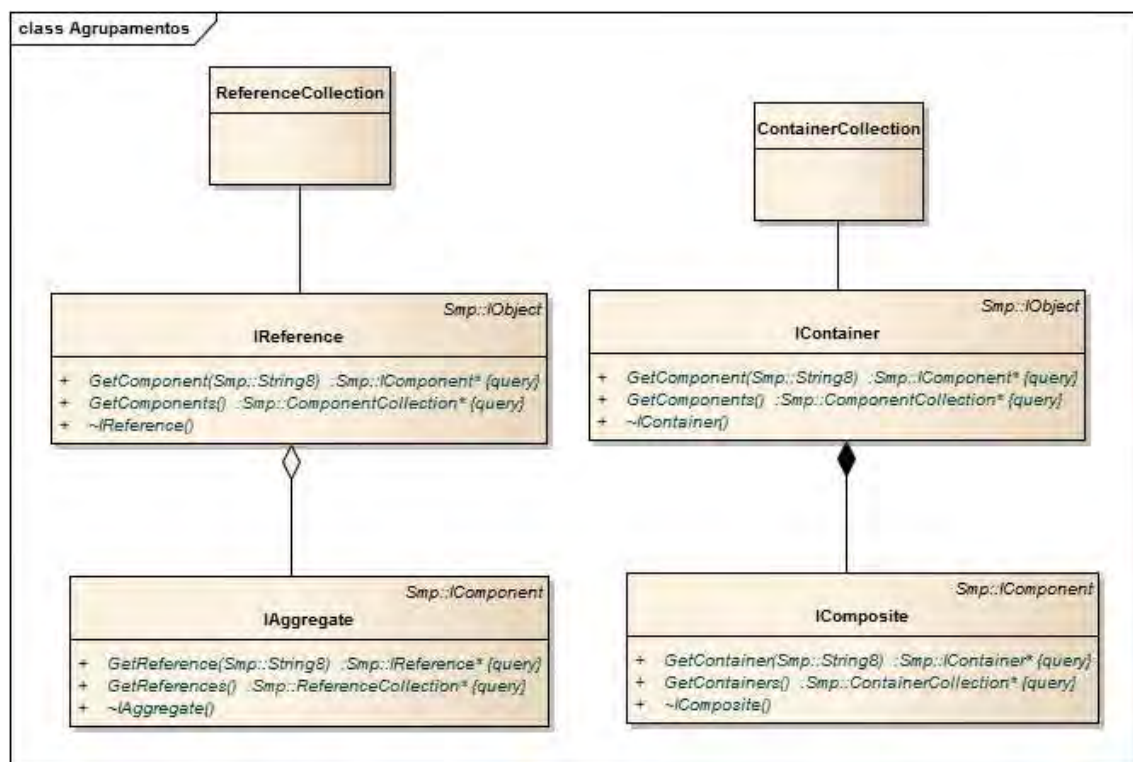 class Agrupamentos
ReferenceCollection
ContainerCollection
Smp::IObject
IReference
+ GetComponent(Smp::String8) :Smp::IComponent* {query}
+ GetComponents() :Smp::ComponentCollection* {query}
+ ~IReference()
Smp::IObject
IContainer
+ GetComponent(Smp::String8) :Smp::IComponent* {query}
+ GetComponents() :Smp::ComponentCollection* {query}
+ ~IContainer()
Smp::IComponent
IAggregate
+ GetReference(Smp::String8) :Smp::IReference* {query}
+ GetReferences() :Smp::ReferenceCollection* {query}
+ ~IAggregate()
Smp::IComponent
IComposite
+ GetContainer(Smp::String8) :Smp::IContainer* {query}
+ GetContainers() :Smp::ContainerCollection* {query}
+ ~IComposite()